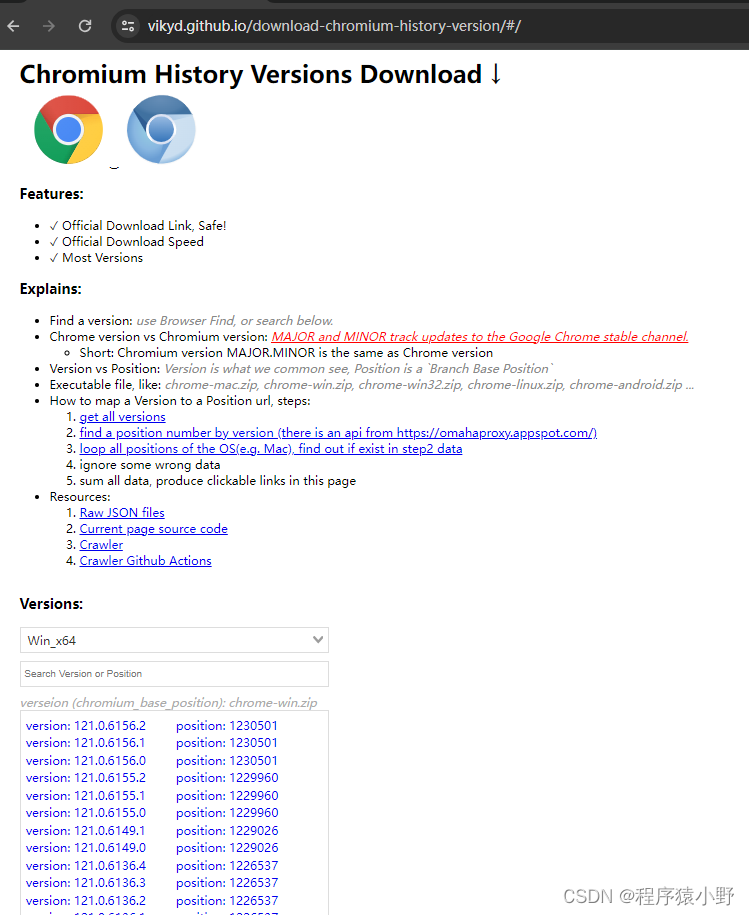 vikyd.github.io/download-chromium-history-version/#/
Chromium History Versions Download ↓
Features:
• ✓ Official Download Link, Safe!
• ✓ Official Download Speed
• ✓ Most Versions
Explains:
• Find a version: use Browser Find, or search below.
• Chrome version vs Chromium version: MAJOR and MINOR track updates to the Google Chrome stable channel.
◦ Short: Chromium version MAJOR.MINOR is the same as Chrome version
• Version vs Position: Version is what we common see, Position is a `Branch Base Position`
• Executable file, like: chrome-mac.zip, chrome-win.zip, chrome-win32.zip, chrome-linux.zip, chrome-android.zip ...
• How to map a Version to a Position url, steps:
1. get all versions
2. find a position number by version (there is an api from https://omahaproxy.appspot.com/)
3. loop all positions of the OS(e.g. Mac), find out if exist in step2 data
4. ignore some wrong data
5. sum all data, produce clickable links in this page
• Resources:
1. Raw JSON files
2. Current page source code
3. Crawler
4. Crawler Github Actions
Versions:
Win_x64
Search Version or Position
verseion (chromium_base_position): chrome-win.zip
version: 121.0.6156.2 position: 1230501
version: 121.0.6156.1 position: 1230501
version: 121.0.6156.0 position: 1230501
version: 121.0.6155.2 position: 1229960
version: 121.0.6155.1 position: 1229960
version: 121.0.6155.0 position: 1229960
version: 121.0.6149.1 position: 1229026
version: 121.0.6149.0 position: 1229026
version: 121.0.6136.4 position: 1226537
version: 121.0.6136.3 position: 1226537
version: 121.0.6136.2 position: 1226537
CSDN @程序猿小野